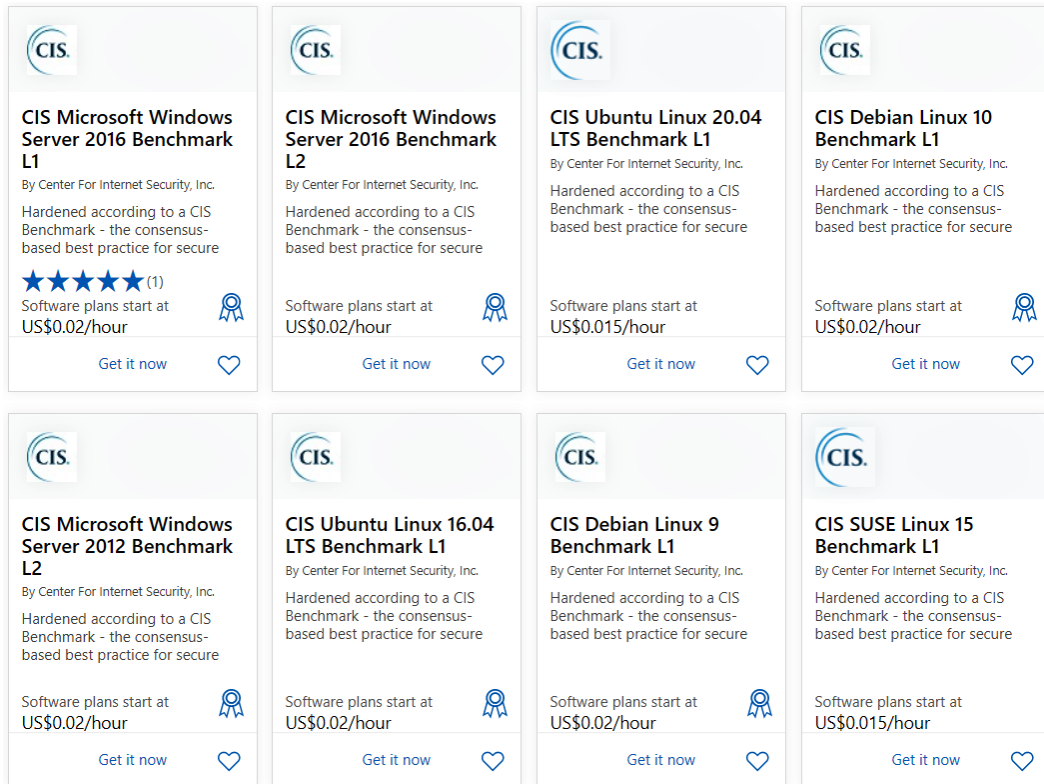 CIS.
CIS Microsoft Windows
Server 2016 Benchmark
L1
By Center For Internet Security, Inc.
Hardened according to a CIS
Benchmark - the consensus-
based best practice for secure
(1)
Software plans start at
US$0.02/hour
Get it now
CIS.
CIS Microsoft Windows
Server 2016 Benchmark
L2
By Center For Internet Security, Inc.
Hardened according to a CIS
Benchmark - the consensus-
based best practice for secure
Software plans start at
US$0.02/hour
Get it now
CIS.
CIS Ubuntu Linux 20.04
LTS Benchmark L1
By Center For Internet Security, Inc.
Hardened according to a CIS
Benchmark - the consensus-
based best practice for secure
Software plans start at
US$0.015/hour
Get it now
CIS.
CIS Debian Linux 10
Benchmark L1
By Center For Internet Security, Inc.
Hardened according to a CIS
Benchmark - the consensus-
based best practice for secure
Software plans start at
US$0.02/hour
Get it now
CIS.
CIS Microsoft Windows
Server 2012 Benchmark
L2
By Center For Internet Security, Inc.
Hardened according to a CIS
Benchmark - the consensus-
based best practice for secure
Software plans start at
US$0.02/hour
Get it now
CIS.
CIS Ubuntu Linux 16.04
LTS Benchmark L1
By Center For Internet Security, Inc.
Hardened according to a CIS
Benchmark - the consensus-
based best practice for secure
Software plans start at
US$0.02/hour
Get it now
CIS.
CIS Debian Linux 9
Benchmark L1
By Center For Internet Security, Inc.
Hardened according to a CIS
Benchmark - the consensus-
based best practice for secure
Software plans start at
US$0.02/hour
Get it now
CIS.
CIS SUSE Linux 15
Benchmark L1
By Center For Internet Security, Inc.
Hardened according to a CIS
Benchmark - the consensus-
based best practice for secure
Software plans start at
US$0.015/hour
Get it now